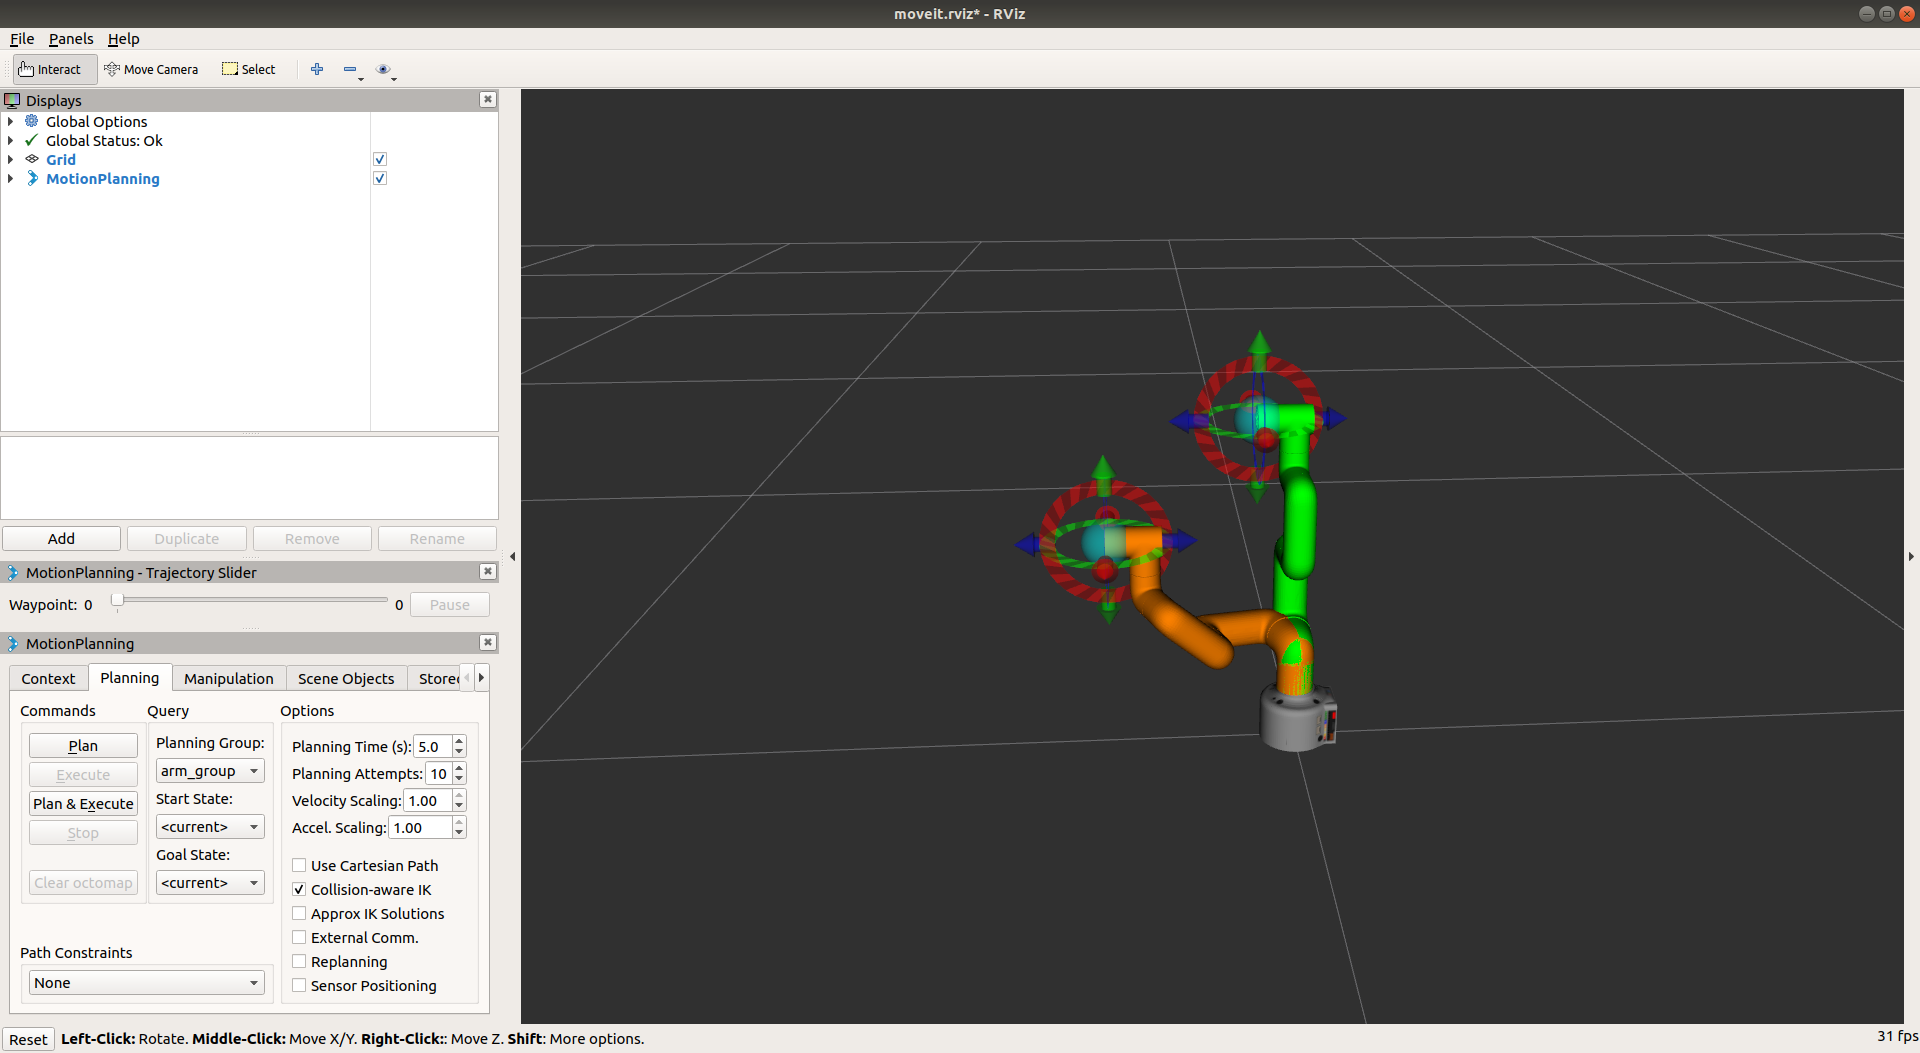 moveit.rviz* - RViz
File Panels Help
Interact Move Camera Select
Displays
Global Options
Global Status: Ok
Grid
MotionPlanning
Add Duplicate Remove Rename
MotionPlanning - Trajectory Slider
Waypoint: 0 0 Pause
MotionPlanning
Context Planning Manipulation Scene Objects Stored
Commands Query Options
Plan
Execute
Plan & Execute
Stop
Clear octomap
Planning Group:
arm_group
Start State:
<current>
Goal State:
<current>
Planning Time (s): 5.0
Planning Attempts: 10
Velocity Scaling: 1.00
Accel. Scaling: 1.00
Use Cartesian Path
Collision-aware IK
Approx IK Solutions
External Comm.
Replanning
Sensor Positioning
Path Constraints
None
Reset Left-Click: Rotate. Middle-Click: Move X/Y. Right-Click:: Move Z. Shift: More options. 31 fps